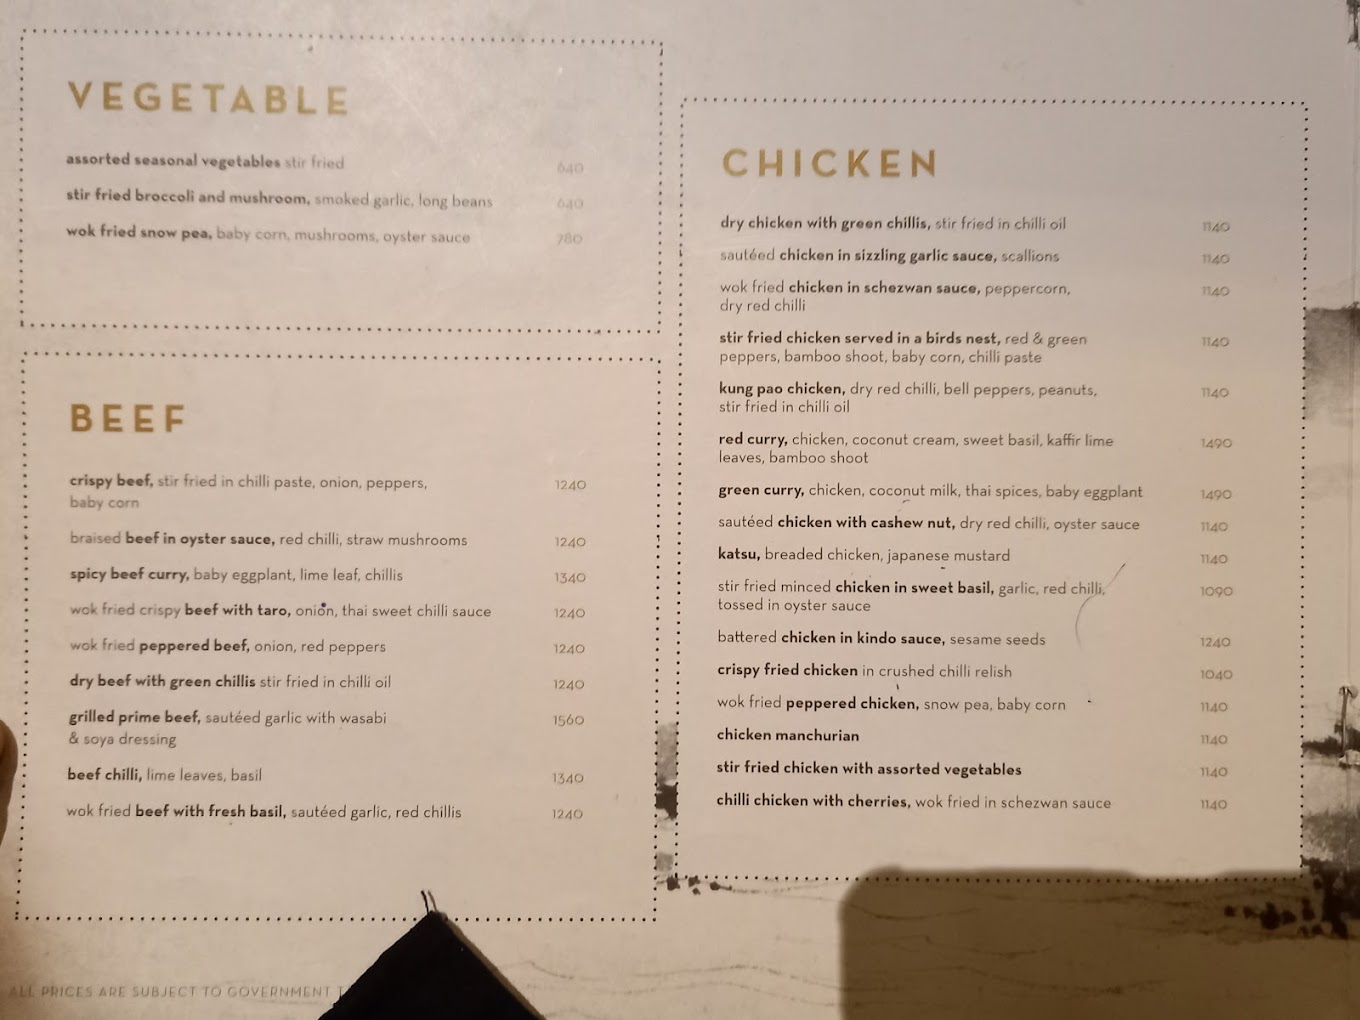 VEGETABLE
assorted seasonal vegetables stir fried 640
stir fried broccoli and mushroom, smoked garlic, long beans 640
wok fried snow pea, baby corn, mushrooms, oyster sauce 780
BEEF
crispy beef, stir fried in chilli paste, onion, peppers, 1240
baby corn
braised beef in oyster sauce, red chilli, straw mushrooms 1240
spicy beef curry, baby eggplant, lime leaf, chillis 1340
wok fried crispy beef with taro, onion, thai sweet chilli sauce 1240
wok fried peppered beef, onion, red peppers 1240
dry beef with green chillis stir fried in chilli oil 1240
grilled prime beef, sautéed garlic with wasabi 1560
& soya dressing
beef chilli, lime leaves, basil 1340
wok fried beef with fresh basil, sautéed garlic, red chillis 1240
CHICKEN
dry chicken with green chillis, stir fried in chilli oil 1140
sautéed chicken in sizzling garlic sauce, scallions 1140
wok fried chicken in schezwan sauce, peppercorn, 1140
dry red chilli
stir fried chicken served in a birds nest, red & green 1140
peppers, bamboo shoot, baby corn, chilli paste
kung pao chicken, dry red chilli, bell peppers, peanuts, 1140
stir fried in chilli oil
red curry, chicken, coconut cream, sweet basil, kaffir lime 1490
leaves, bamboo shoot
green curry, chicken, coconut milk, thai spices, baby eggplant 1490
sautéed chicken with cashew nut, dry red chilli, oyster sauce 1140
katsu, breaded chicken, japanese mustard 1140
stir fried minced chicken in sweet basil, garlic, red chilli, 1090
tossed in oyster sauce
battered chicken in kindo sauce, sesame seeds 1240
crispy fried chicken in crushed chilli relish 1040
wok fried peppered chicken, snow pea, baby corn 1140
chicken manchurian 1140
stir fried chicken with assorted vegetables 1140
chilli chicken with cherries, wok fried in schezwan sauce 1140
ALL PRICES ARE SUBJECT TO GOVERNMENT